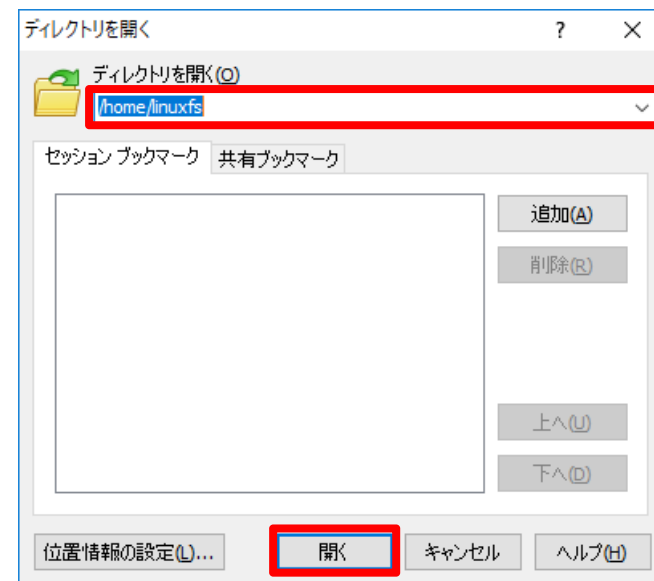 ディレクトリを開く ?
ディレクトリを開く(O)
/home/linuxfs
セッション ブックマーク 共有ブックマーク
追加(A)
削除(R)
上へ(U)
下へ(D)
位置情報の設定(L)... 開く キャンセル ヘルプ(H)